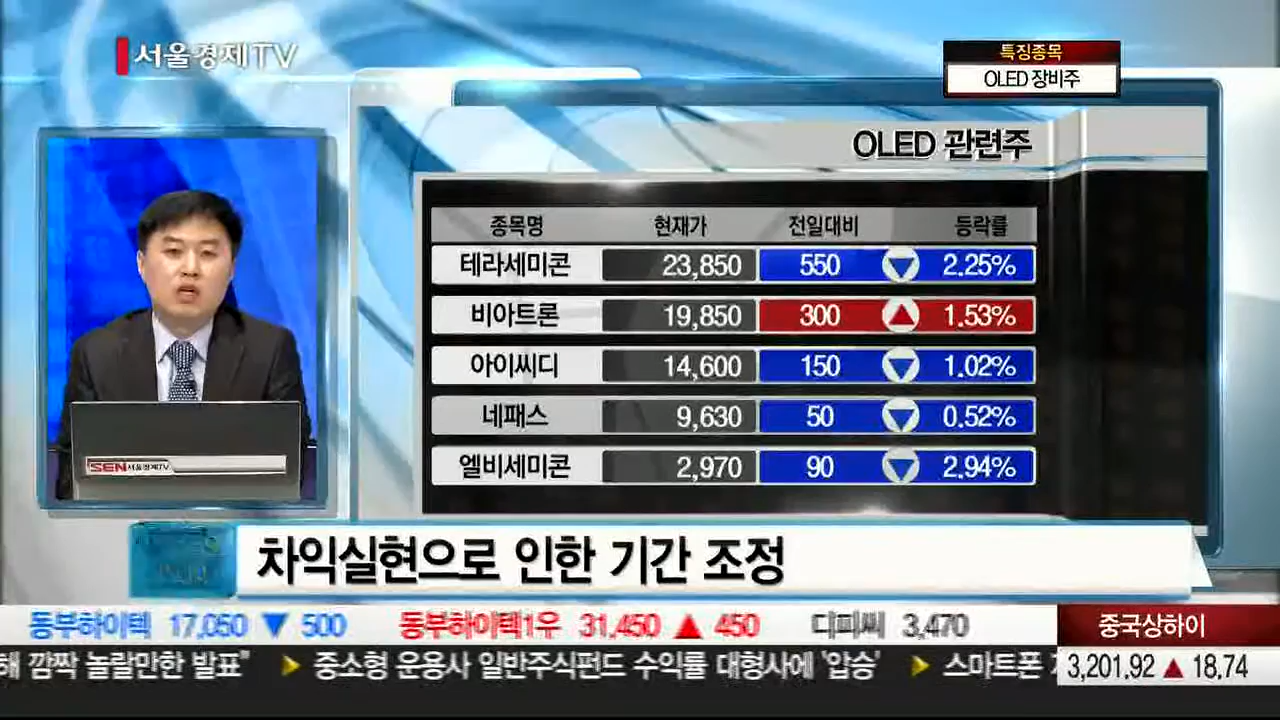 서울경제TV
특징종목
OLED 장비주
OLED 관련주
종목명 현재가 전일대비 등락률
테라세미콘 23,850 550 ▼ 2.25%
비아트론 19,850 300 ▲ 1.53%
아이씨디 14,600 150 ▼ 1.02%
네패스 9,630 50 ▼ 0.52%
엘비세미콘 2,970 90 ▼ 2.94%
SEN 서울경제TV
차익실현으로 인한 기간 조정
동부하이텍 17,050 ▼ 500 동부하이텍1우 31,450 ▲ 450 디피씨 3,470 중국상하이
해 깜짝 놀랄만한 발표" ▶ 중소형 운용사 일반주식펀드 수익률 대형사에 '압승' ▶ 스마트폰 3,201.92 ▲ 18.74